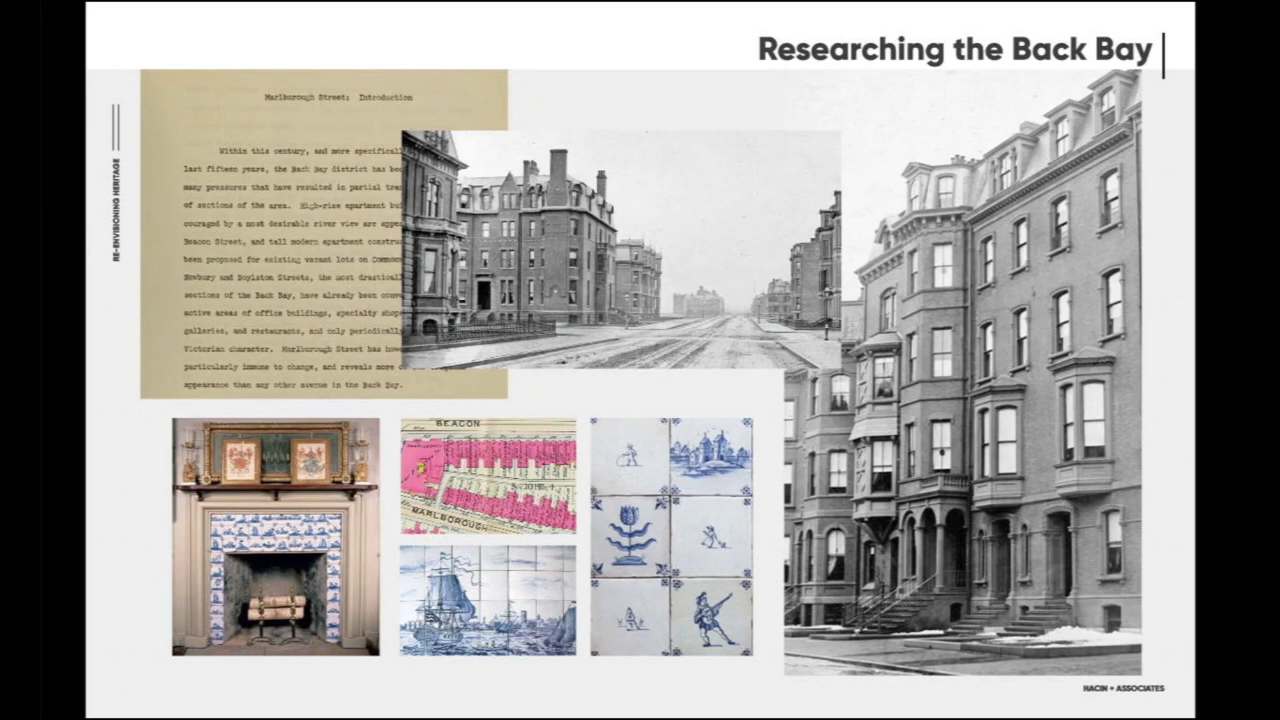 Researching the Back Bay
RE-ENVISIONING HERITAGE
Marlborough Street: Introduction
Within this century, and more specifical
last fifteen years, the Back Bay district has be
many pressures that have resulted in partial tra
of sections of the area. High-rise apartment bu
couraged by a most desirable river view are appe
Beacon Street, and tall modern apartment constru
been proposed for existing vacant lots on Common
Newbury and Boylston Streets, the most drastical
sections of the Back Bay, have already been conv
active areas of office buildings, specialty shop
galleries, and restaurants, and only periodically
Victorian character. Marlborough Street has how
particularly immune to change, and reveals more o
appearance than any other avenue in the Back Bay.
BEACON
MARLBOROUGH
HACIN + ASSOCIATES